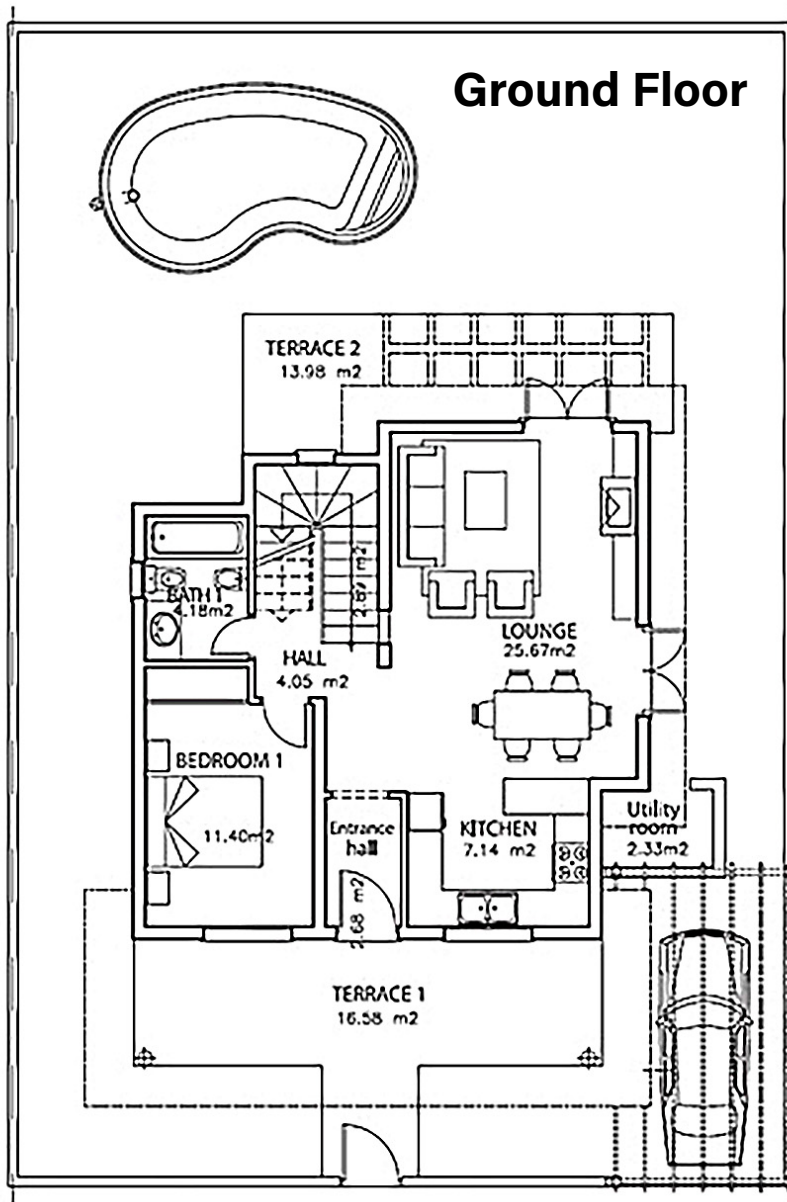 Ground Floor
TERRACE 2
13.98 m2
BATH 1
4.18m2
2.87 m2
HALL
4.05 m2
LOUNGE
25.67m2
BEDROOM 1
11.40m2
Entrance
hall
2.68 m2
KITCHEN
7.14 m2
Utility
room
2.33m2
TERRACE 1
16.58 m2